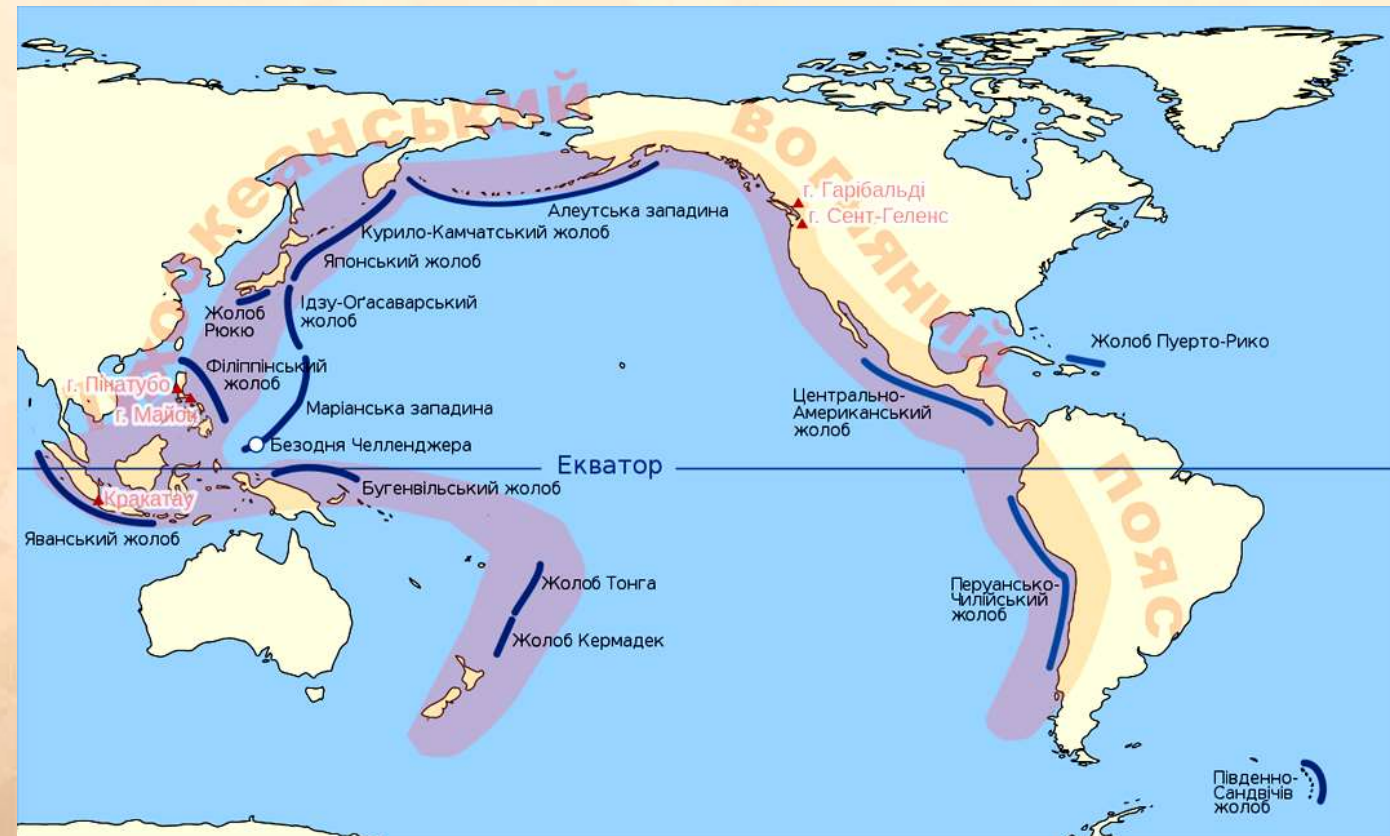 хоокеанський
вогняний
пояс
г. Гарібальді
г. Сент-Геленс
Алеутська западина
Курило-Камчатський жолоб
Японський жолоб
Ідзу-Оґасаварський
жолоб
Жолоб
Рюкю
Філіппінський
жолоб
г. Пінатубо
г. Майон
Маріанська западина
Безодня Челленджера
Жолоб Пуерто-Рико
Центрально-
Американський
жолоб
Екватор
Бугенвільський жолоб
Кракатау
Яванський жолоб
Жолоб Тонга
Жолоб Кермадек
Перуансько-
Чилійський
жолоб
Південно-
Сандвічів
жолоб